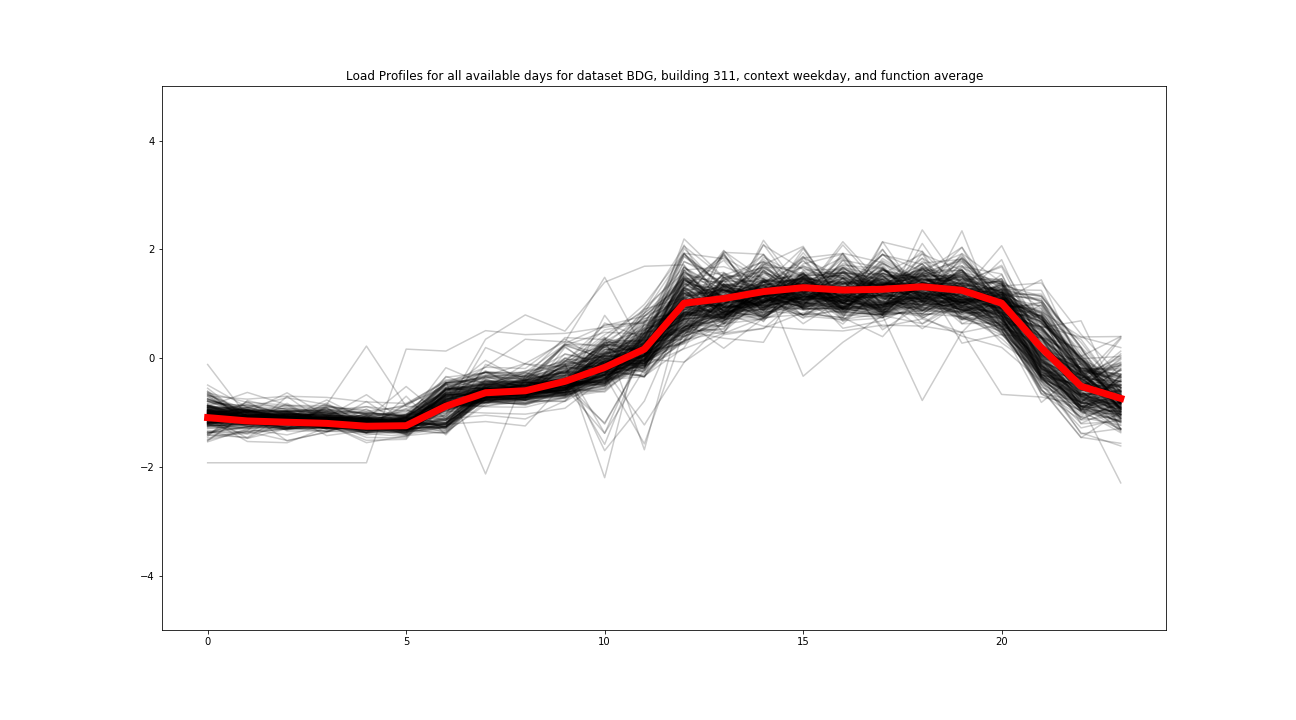 Load Profiles for all available days for dataset BDG, building 311, context weekday, and function average
4
2
0
−2
−4
0 5 10 15 20